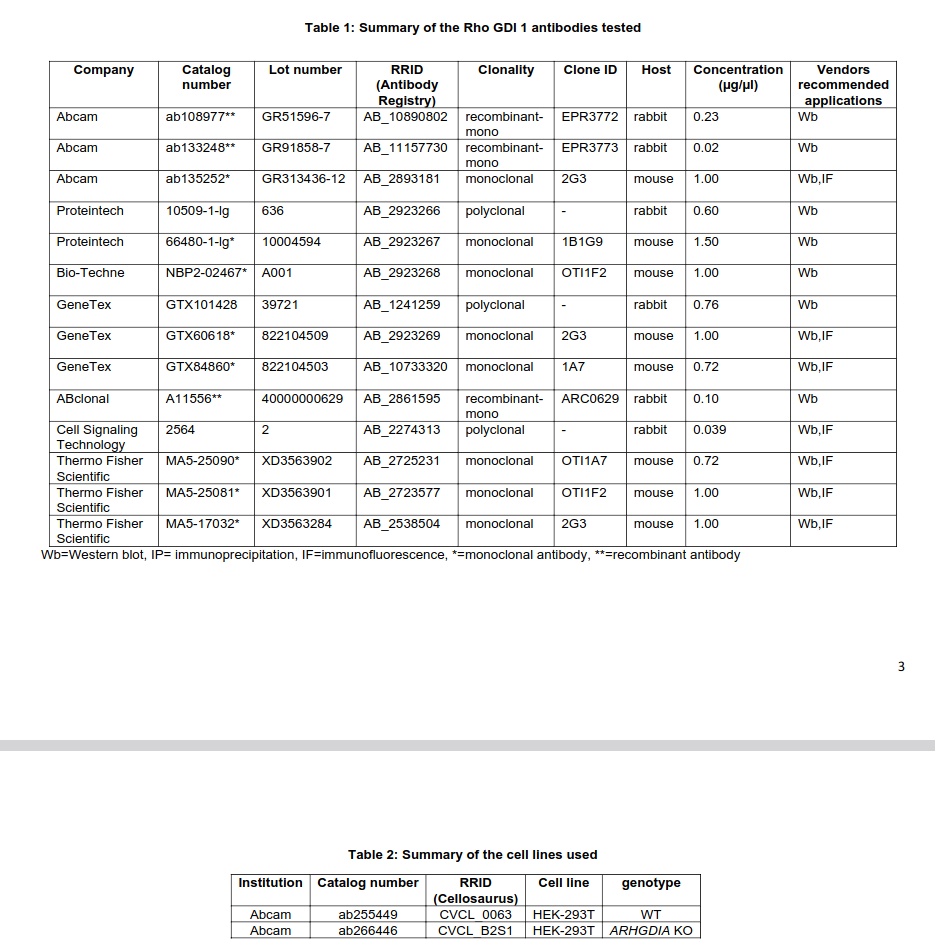 Table 1: Summary of the Rho GDI 1 antibodies tested
Company Catalog number Lot number RRID (Antibody Registry) Clonality Clone ID Host Concentration (µg/µl) Vendors recommended applications
Abcam ab108977** GR51596-7 AB_10890802 recombinant-mono EPR3772 rabbit 0.23 Wb
Abcam ab133248** GR91858-7 AB_11157730 recombinant-mono EPR3773 rabbit 0.02 Wb
Abcam ab135252* GR313436-12 AB_2893181 monoclonal 2G3 mouse 1.00 Wb,IF
Proteintech 10509-1-Ig 636 AB_2923266 polyclonal - rabbit 0.60 Wb
Proteintech 66480-1-Ig* 10004594 AB_2923267 monoclonal 1B1G9 mouse 1.50 Wb
Bio-Techne NBP2-02467* A001 AB_2923268 monoclonal OTI1F2 mouse 1.00 Wb
GeneTex GTX101428 39721 AB_1241259 polyclonal - rabbit 0.76 Wb
GeneTex GTX60618* 822104509 AB_2923269 monoclonal 2G3 mouse 1.00 Wb,IF
GeneTex GTX84860* 822104503 AB_10733320 monoclonal 1A7 mouse 0.72 Wb,IF
ABclonal A11556** 40000000629 AB_2861595 recombinant-mono ARC0629 rabbit 0.10 Wb
Cell Signaling Technology 2564 2 AB_2274313 polyclonal - rabbit 0.039 Wb,IF
Thermo Fisher Scientific MA5-25090* XD3563902 AB_2725231 monoclonal OTI1A7 mouse 0.72 Wb,IF
Thermo Fisher Scientific MA5-25081* XD3563901 AB_2723577 monoclonal OTI1F2 mouse 1.00 Wb,IF
Thermo Fisher Scientific MA5-17032* XD3563284 AB_2538504 monoclonal 2G3 mouse 1.00 Wb,IF
Wb=Western blot, IP= immunoprecipitation, IF=immunofluorescence, *=monoclonal antibody, **=recombinant antibody
3
Table 2: Summary of the cell lines used
Institution Catalog number RRID (Cellosaurus) Cell line genotype
Abcam ab255449 CVCL_0063 HEK-293T WT
Abcam ab266446 CVCL_B2S1 HEK-293T ARHGDIA KO